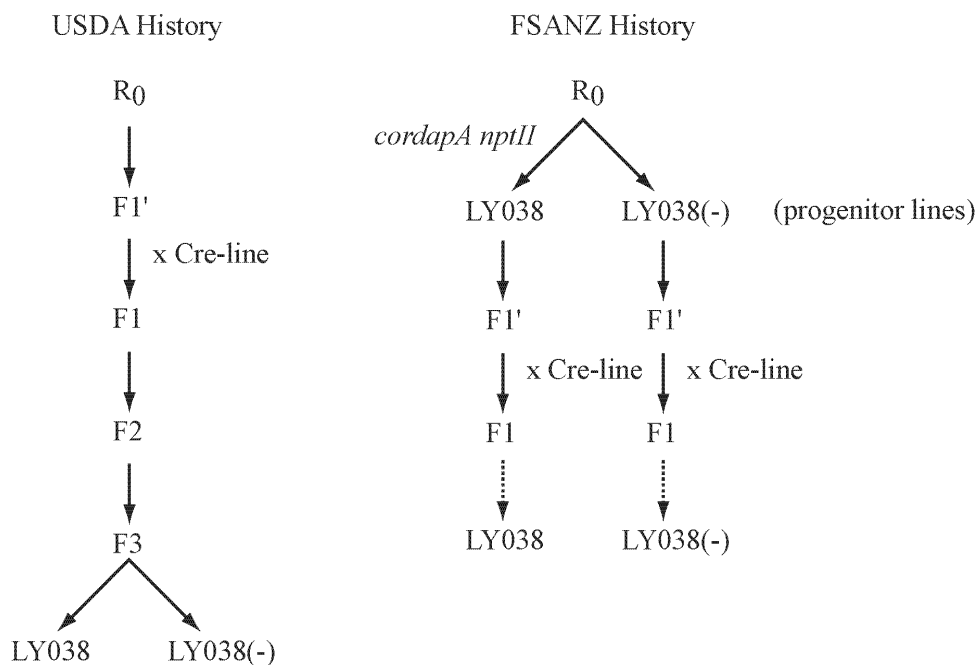 USDA History
R0
F1'
x Cre-line
F1
F2
F3
LY038 LY038(-)
FSANZ History
R0
cordapA nptII
LY038 LY038(-) (progenitor lines)
F1' F1'
x Cre-line x Cre-line
F1 F1
LY038 LY038(-)